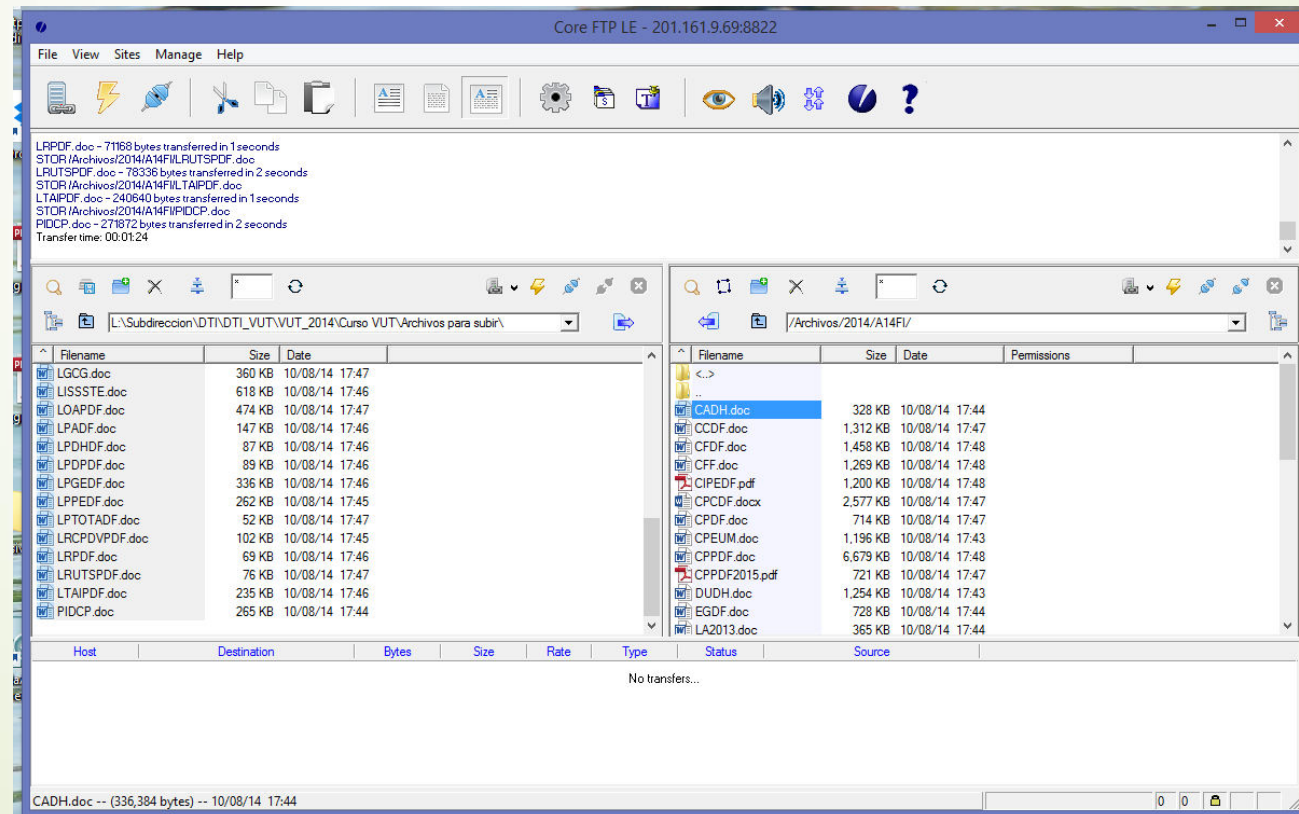 Core FTP LE - 201.161.9.69:8822
File View Sites Manage Help
LRPDF.doc - 71168 bytes transferred in 1 seconds
STOR /Archivos/2014/A14FI/LRUTSPDF.doc
LRUTSPDF.doc - 78336 bytes transferred in 2 seconds
STOR /Archivos/2014/A14FI/LTAIPDF.doc
LTAIPDF.doc - 240640 bytes transferred in 1 seconds
STOR /Archivos/2014/A14FI/PIDCP.doc
PIDCP.doc - 271872 bytes transferred in 2 seconds
Transfer time: 00:01:24
L:\Subdireccion\DTI\DTI_VUT\VUT_2014\Curso VUT\Archivos para subir\
^ Filename Size Date
LGCG.doc 360 KB 10/08/14 17:47
LISSSTE.doc 618 KB 10/08/14 17:46
LOAPDF.doc 474 KB 10/08/14 17:47
LPADF.doc 147 KB 10/08/14 17:46
LPDHDF.doc 87 KB 10/08/14 17:46
LPDPDF.doc 89 KB 10/08/14 17:46
LPGEDF.doc 336 KB 10/08/14 17:46
LPPEDF.doc 262 KB 10/08/14 17:45
LPTOTADF.doc 52 KB 10/08/14 17:47
LRCPDVPDF.doc 102 KB 10/08/14 17:45
LRPDF.doc 69 KB 10/08/14 17:46
LRUTSPDF.doc 76 KB 10/08/14 17:47
LTAIPDF.doc 235 KB 10/08/14 17:46
PIDCP.doc 265 KB 10/08/14 17:44
/Archivos/2014/A14FI/
^ Filename Size Date Permissions
<..>
..
CADH.doc 328 KB 10/08/14 17:44
CCDF.doc 1,312 KB 10/08/14 17:47
CFDF.doc 1,458 KB 10/08/14 17:48
CFF.doc 1,269 KB 10/08/14 17:48
CIPEDF.pdf 1,200 KB 10/08/14 17:48
CPCDF.docx 2,577 KB 10/08/14 17:47
CPDF.doc 714 KB 10/08/14 17:47
CPEUM.doc 1,196 KB 10/08/14 17:43
CPPDF.doc 6,679 KB 10/08/14 17:48
CPPDF2015.pdf 721 KB 10/08/14 17:47
DUDH.doc 1,254 KB 10/08/14 17:43
EGDF.doc 728 KB 10/08/14 17:44
LA2013.doc 365 KB 10/08/14 17:44
Host Destination Bytes Size Rate Type Status Source
No transfers...
CADH.doc -- (336,384 bytes) -- 10/08/14 17:44
0 0